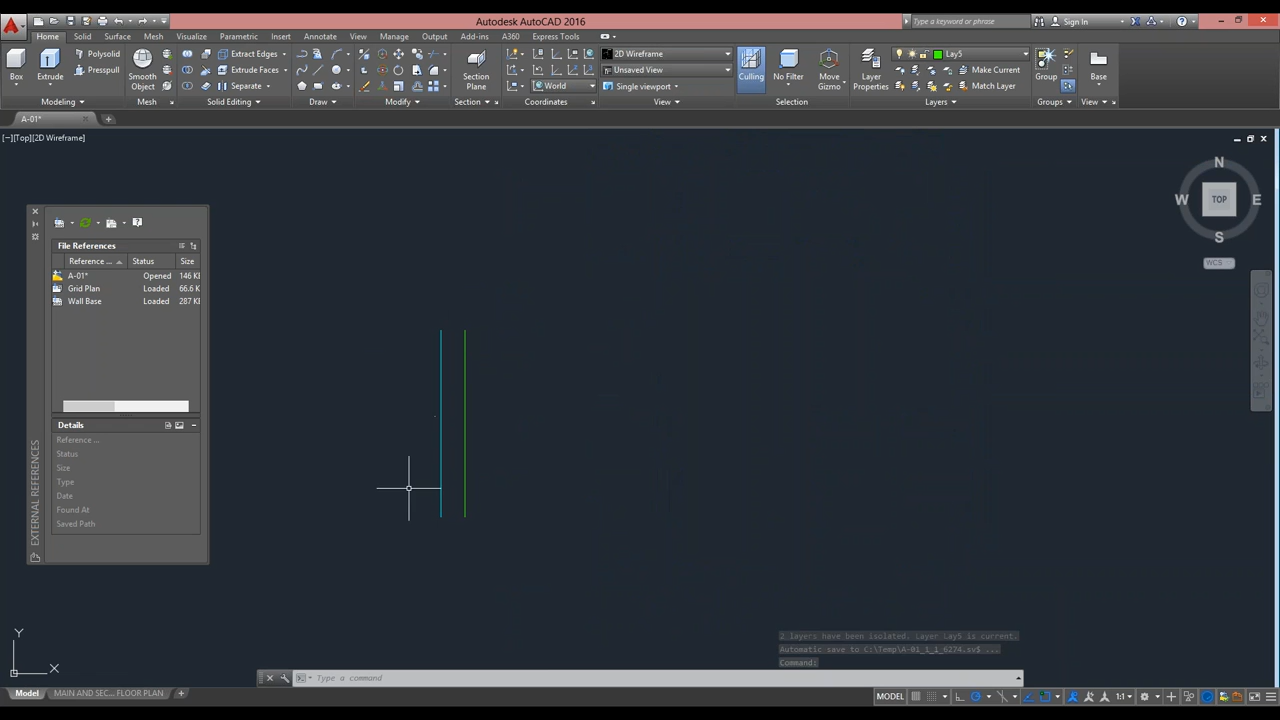 Autodesk AutoCAD 2016
Type a keyword or phrase
Sign In
Home Solid Surface Mesh Visualize Parametric Insert Annotate View Manage Output Add-ins A360 Express Tools
Box
Extrude
Polysolid
Presspull
Modeling
Smooth Object
Mesh
Extract Edges
Extrude Faces
Separate
Solid Editing
Draw
Modify
Section Plane
Section
World
Coordinates
2D Wireframe
Unsaved View
Single viewport
View
Culling
No Filter
Move Gizmo
Selection
Layer Properties
Lay5
Make Current
Match Layer
Layers
Group
Groups
Base
View
A-01*
[−][Top][2D Wireframe]
N
W TOP E
S
WCS
File References
Reference ... Status Size
A-01* Opened 146 KE
Grid Plan Loaded 66.6 K
Wall Base Loaded 287 KE
Details
Reference ...
Status
Size
Type
Date
Found At
Saved Path
EXTERNAL REFERENCES
Y
X
2 layers have been isolated. Layer Lay5 is current.
Automatic save to C:\Temp\A-01_1_1_6274.sv$ ...
Command:
Type a command
Model MAIN AND SEC... FLOOR PLAN
MODEL
1:1